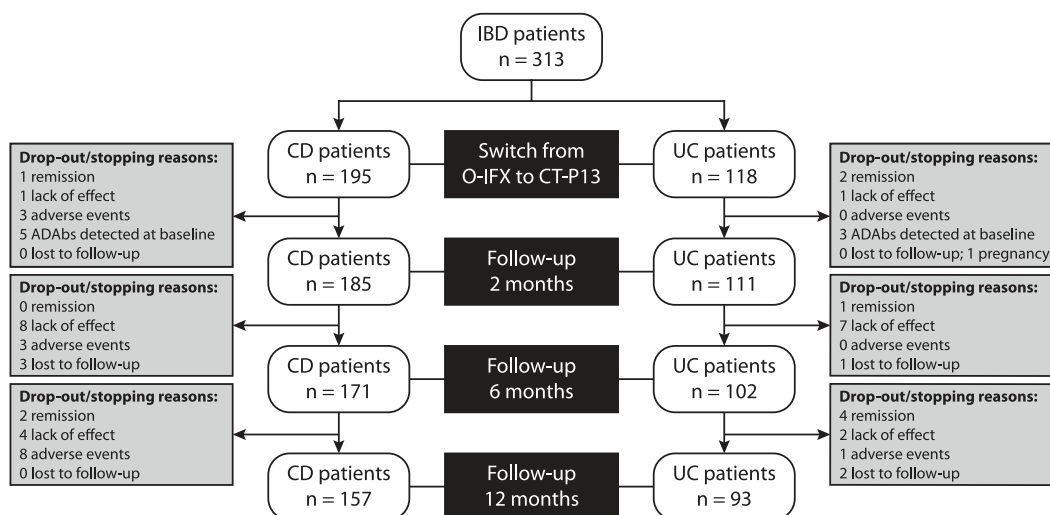 IBD patients
n = 313
CD patients
n = 195
Switch from
O-IFX to CT-P13
UC patients
n = 118
Drop-out/stopping reasons:
1 remission
1 lack of effect
3 adverse events
5 ADAbs detected at baseline
0 lost to follow-up
Drop-out/stopping reasons:
2 remission
1 lack of effect
0 adverse events
3 ADAbs detected at baseline
0 lost to follow-up; 1 pregnancy
CD patients
n = 185
Follow-up
2 months
UC patients
n = 111
Drop-out/stopping reasons:
0 remission
8 lack of effect
3 adverse events
3 lost to follow-up
Drop-out/stopping reasons:
1 remission
7 lack of effect
0 adverse events
1 lost to follow-up
CD patients
n = 171
Follow-up
6 months
UC patients
n = 102
Drop-out/stopping reasons:
2 remission
4 lack of effect
8 adverse events
0 lost to follow-up
Drop-out/stopping reasons:
4 remission
2 lack of effect
1 adverse events
2 lost to follow-up
CD patients
n = 157
Follow-up
12 months
UC patients
n = 93